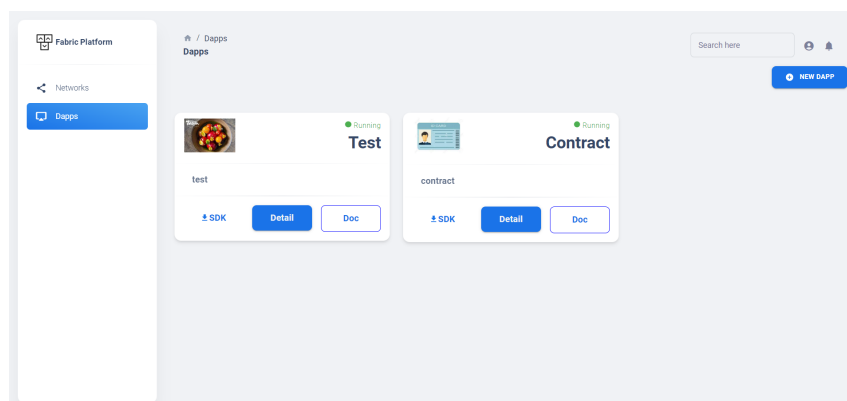 Fabric Platform
Networks
Dapps
/ Dapps
Dapps
Search here
NEW DAPP
Running
Test
test
SDK
Detail
Doc
Running
Contract
contract
SDK
Detail
Doc